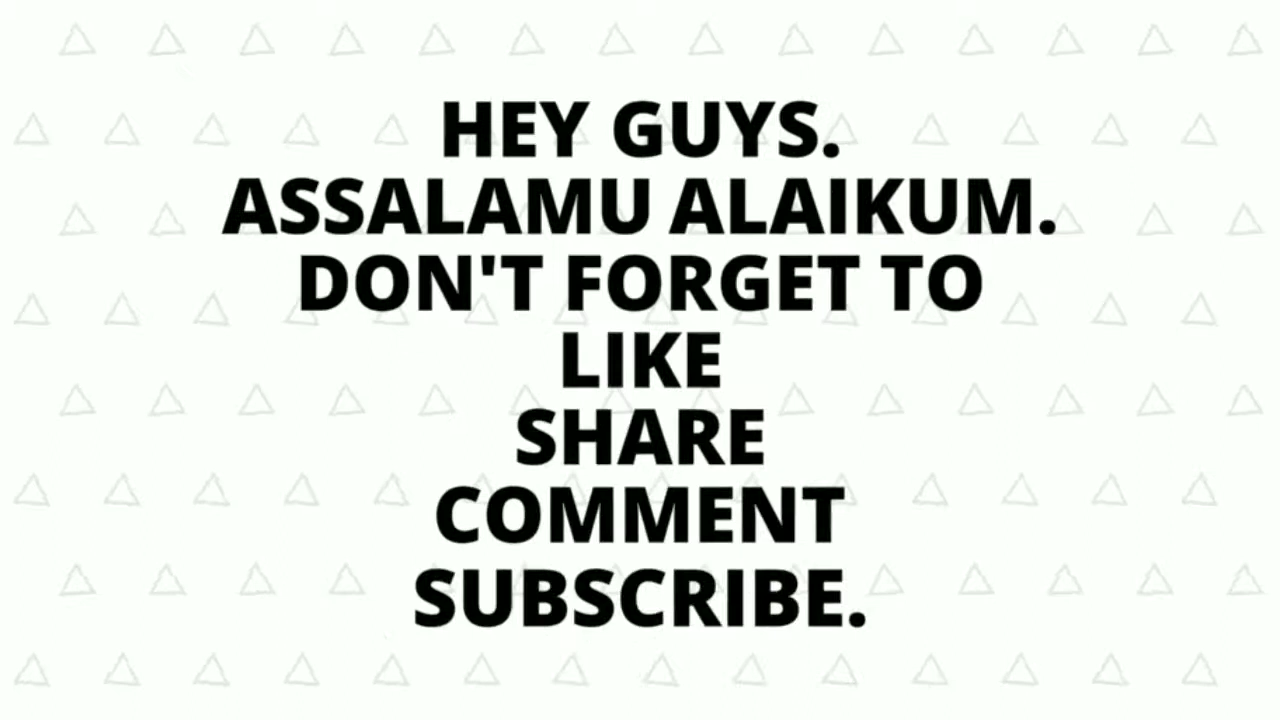 HEY GUYS.
ASSALAMU ALAIKUM.
DON'T FORGET TO
LIKE
SHARE
COMMENT
SUBSCRIBE.